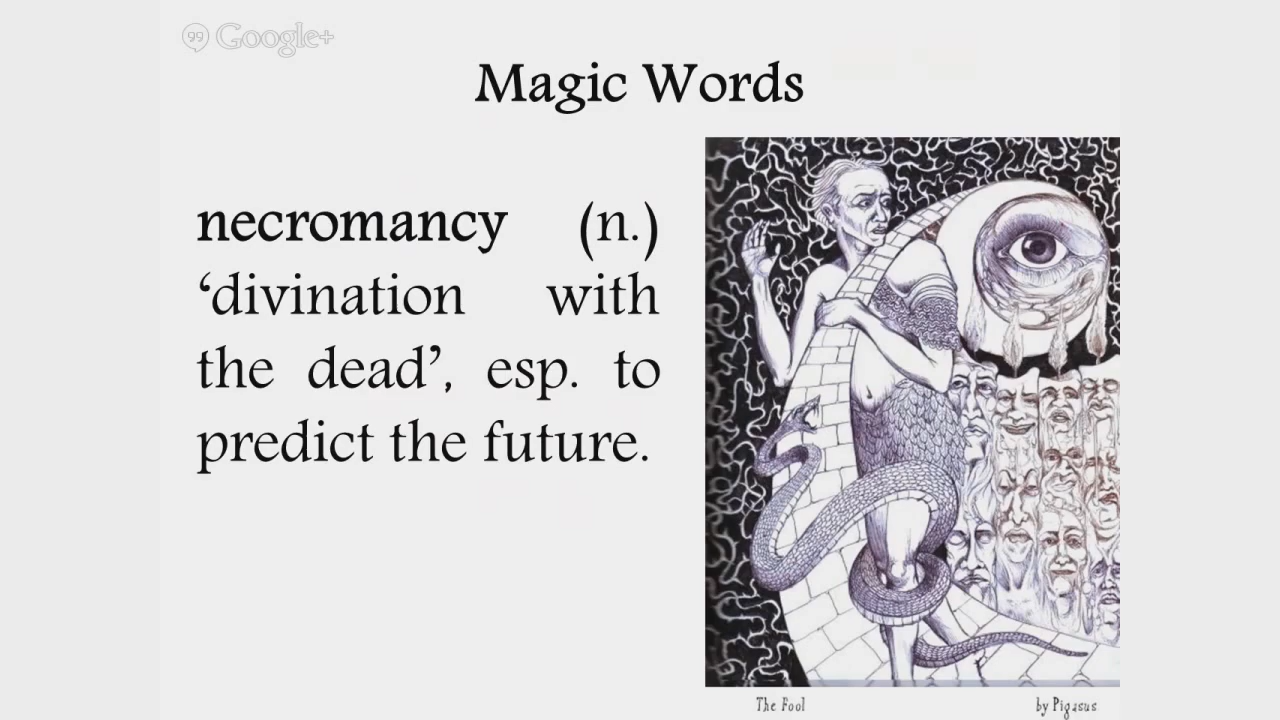 Google+
Magic Words
necromancy (n.)
‘divination with
the dead’, esp. to
predict the future.
The Fool
by Pigasus